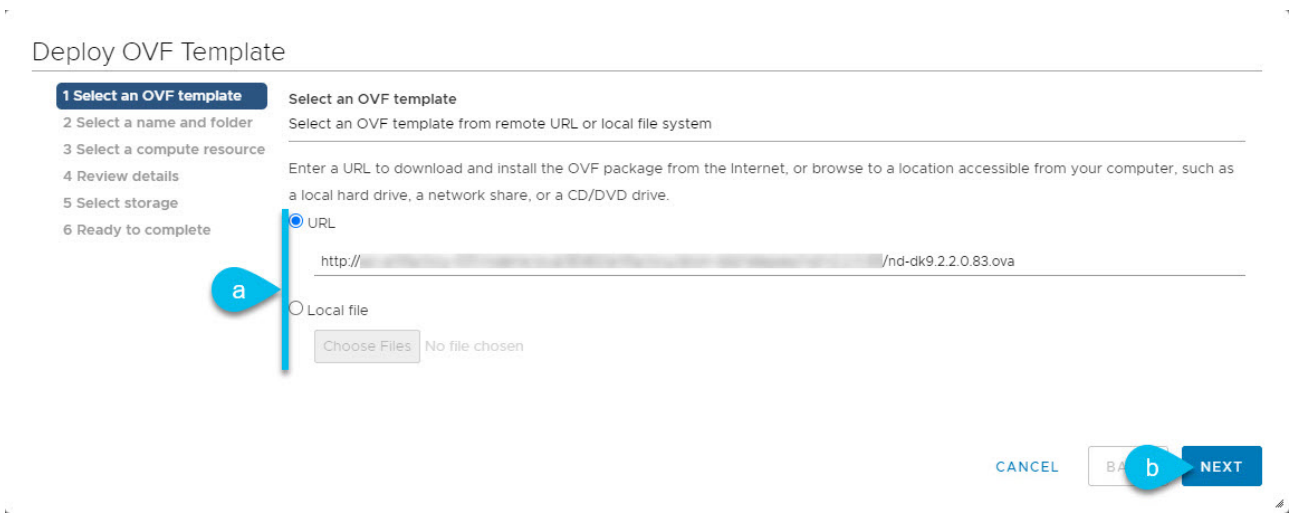 Deploy OVF Template
1 Select an OVF template
2 Select a name and folder
3 Select a compute resource
4 Review details
5 Select storage
6 Ready to complete
Select an OVF template
Select an OVF template from remote URL or local file system
Enter a URL to download and install the OVF package from the Internet, or browse to a location accessible from your computer, such as
a local hard drive, a network share, or a CD/DVD drive.
URL
http:// /nd-dk9.2.2.0.83.ova
a
Local file
Choose Files No file chosen
CANCEL
b
NEXT